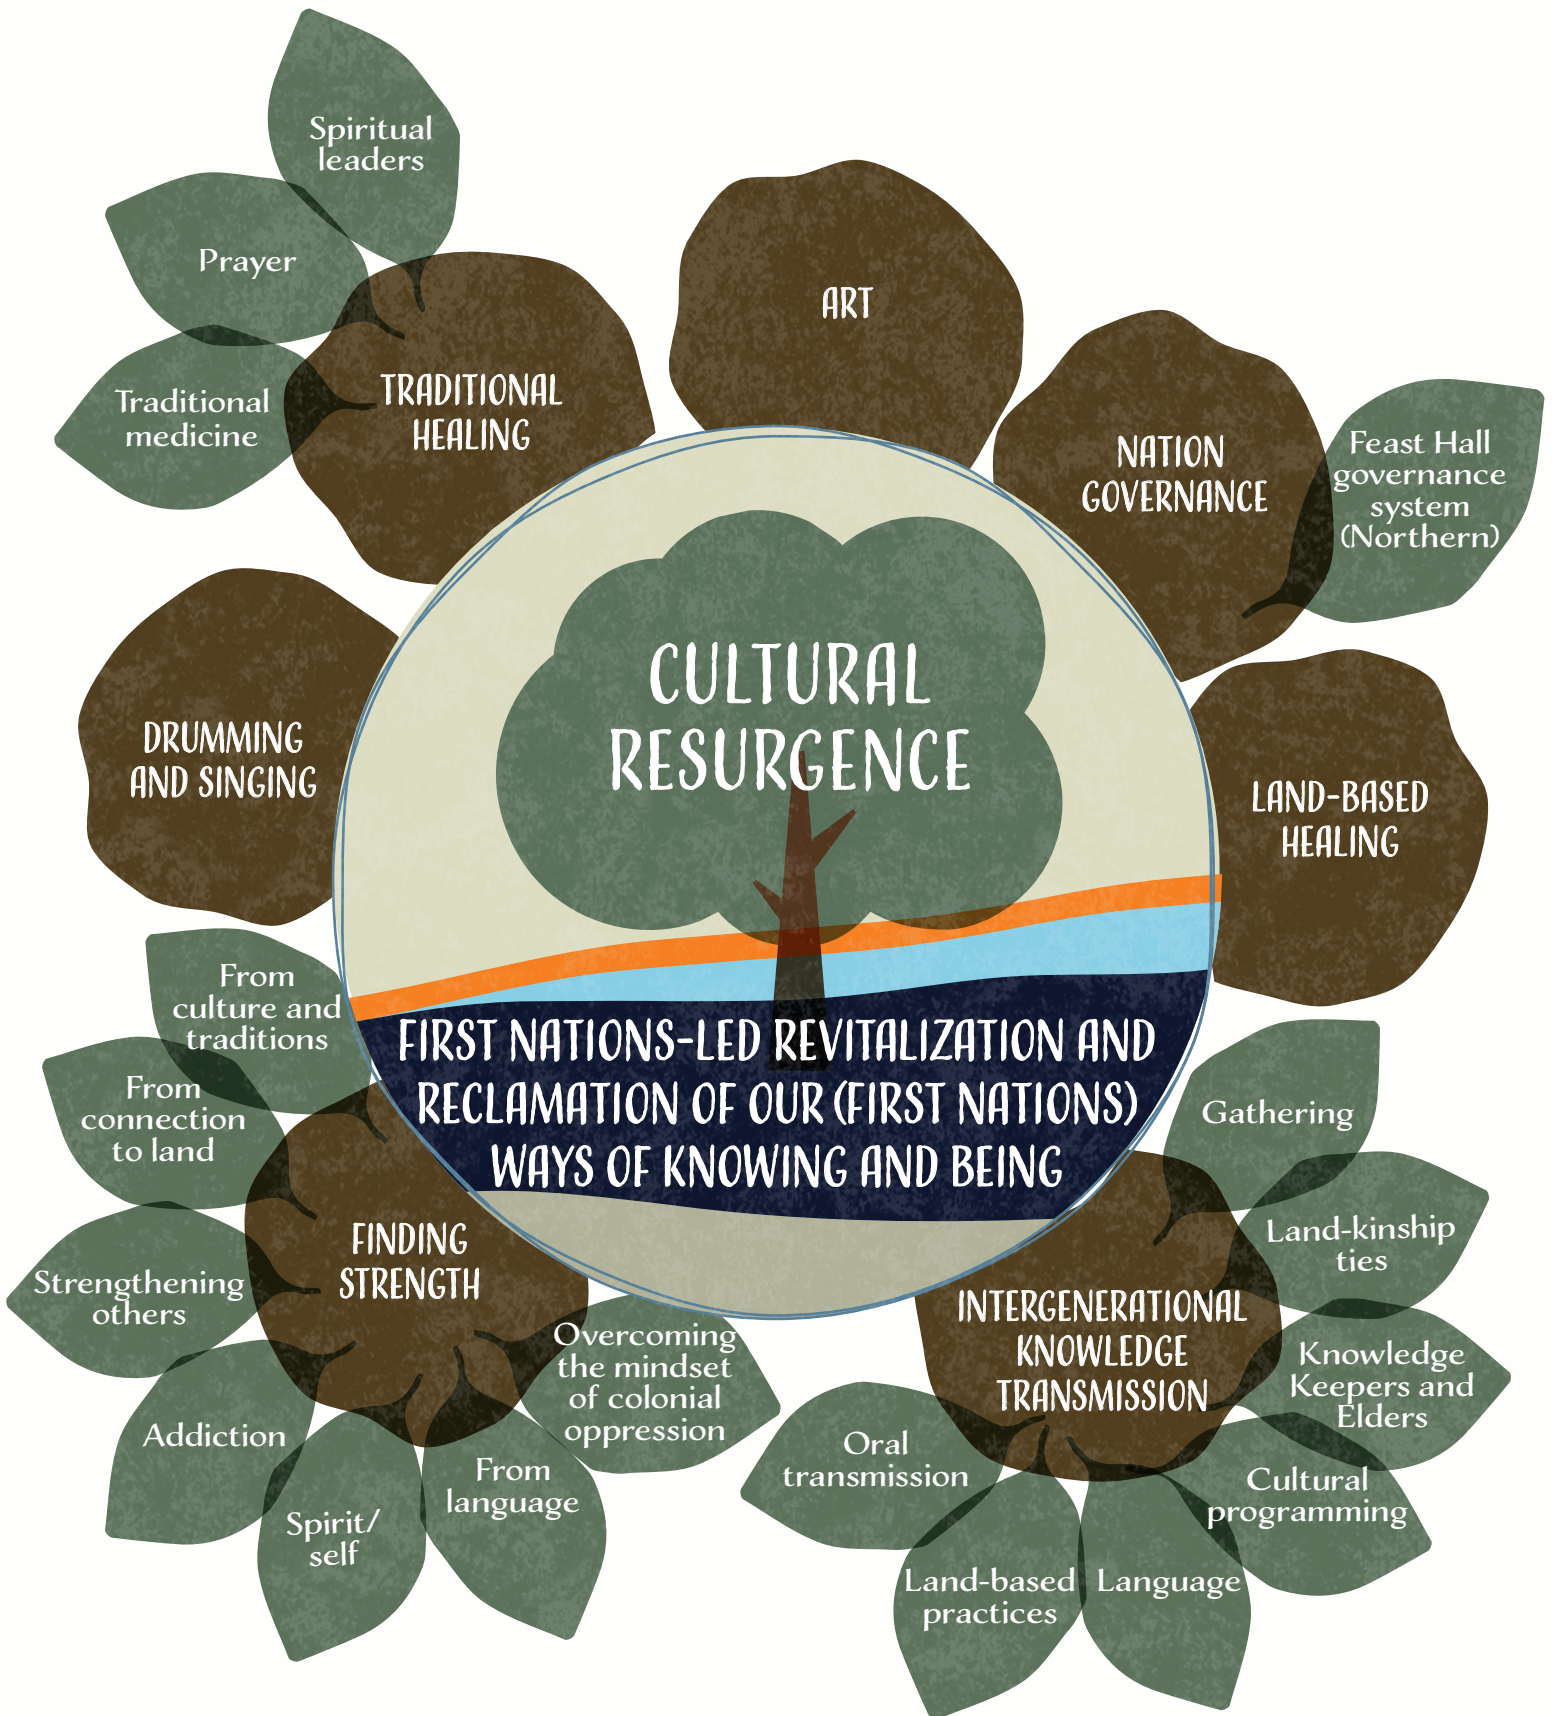 Spiritual
leaders
Prayer
Traditional
medicine
TRADITIONAL
HEALING
ART
NATION
GOVERNANCE
Feast Hall
governance
system
(Northern)
DRUMMING
AND SINGING
LAND-BASED
HEALING
CULTURAL
RESURGENCE
FIRST NATIONS-LED REVITALIZATION AND
RECLAMATION OF OUR (FIRST NATIONS)
WAYS OF KNOWING AND BEING
FINDING
STRENGTH
From
culture and
traditions
From
connection
to land
Strengthening
others
Addiction
Spirit/
self
From
language
Overcoming
the mindset
of colonial
oppression
INTERGENERATIONAL
KNOWLEDGE
TRANSMISSION
Gathering
Land-kinship
ties
Knowledge
Keepers and
Elders
Cultural
programming
Language
Land-based
practices
Oral
transmission